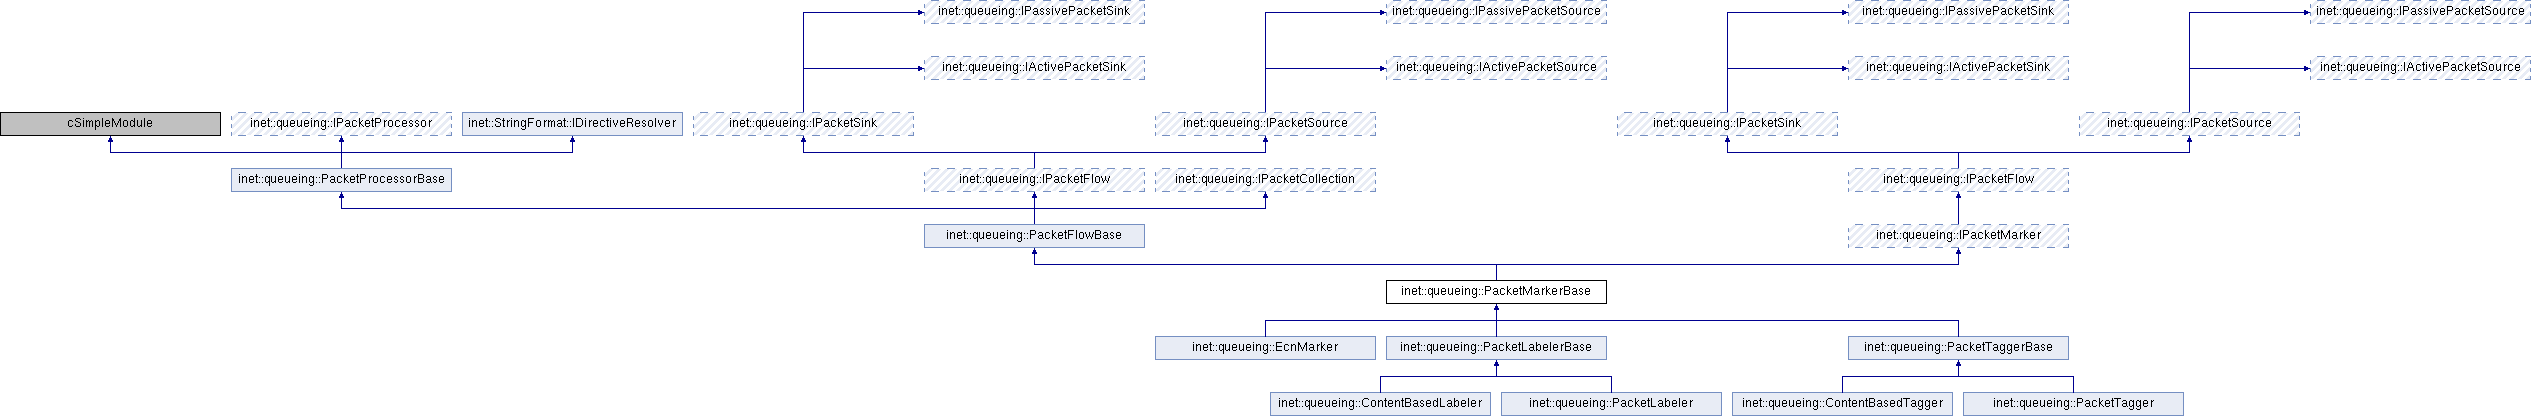 inet::queueing::IPassivePacketSink
inet::queueing::IPassivePacketSource
inet::queueing::IPassivePacketSink
inet::queueing::IPassivePacketSource
inet::queueing::IActivePacketSink
inet::queueing::IActivePacketSource
inet::queueing::IActivePacketSink
inet::queueing::IActivePacketSource
cSimpleModule
inet::queueing::IPacketProcessor
inet::StringFormat::IDirectiveResolver
inet::queueing::IPacketSink
inet::queueing::IPacketSource
inet::queueing::IPacketSink
inet::queueing::IPacketSource
inet::queueing::PacketProcessorBase
inet::queueing::IPacketFlow
inet::queueing::IPacketCollection
inet::queueing::IPacketFlow
inet::queueing::PacketFlowBase
inet::queueing::IPacketMarker
inet::queueing::PacketMarkerBase
inet::queueing::EcnMarker
inet::queueing::PacketLabelerBase
inet::queueing::PacketTaggerBase
inet::queueing::ContentBasedLabeler
inet::queueing::PacketLabeler
inet::queueing::ContentBasedTagger
inet::queueing::PacketTagger